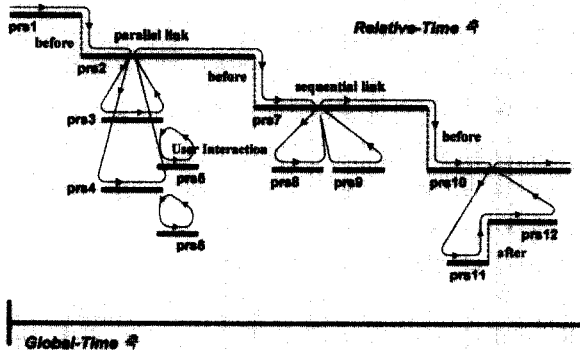 prs1
before
parallel link
Relative-Time
prs2
before
sequential link
prs7
before
prs3
User Interaction
prs4
prs5
prs8
prs9
prs10
prs6
prs12
after
prs11
Global-Time